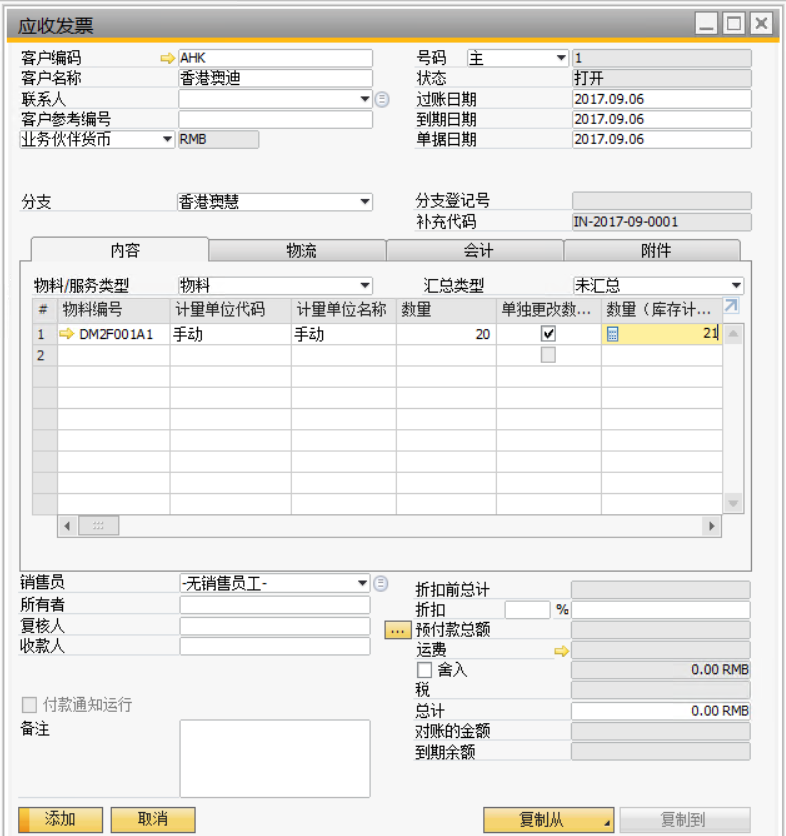 应收发票
客户编码 AHK 号码 主 1
客户名称 香港奥迪 状态 打开
联系人 过账日期 2017.09.06
客户参考编号 到期日期 2017.09.06
业务伙伴货币 RMB 单据日期 2017.09.06
分支 香港奥慧 分支登记号
补充代码 IN-2017-09-0001
内容 物流 会计 附件
物料/服务类型 物料 汇总类型 未汇总
# 物料编号 计量单位代码 计量单位名称 数量 单独更改数... 数量（库存计...
1 DM2F001A1 手动 手动 20 21
2
销售员 -无销售员工- 折扣前总计
所有者 折扣 %
复核人 ... 预付款总额
收款人 运费
舍入 0.00 RMB
付款通知运行 税
总计 0.00 RMB
备注 对账的金额
到期余额
添加 取消 复制从 复制到